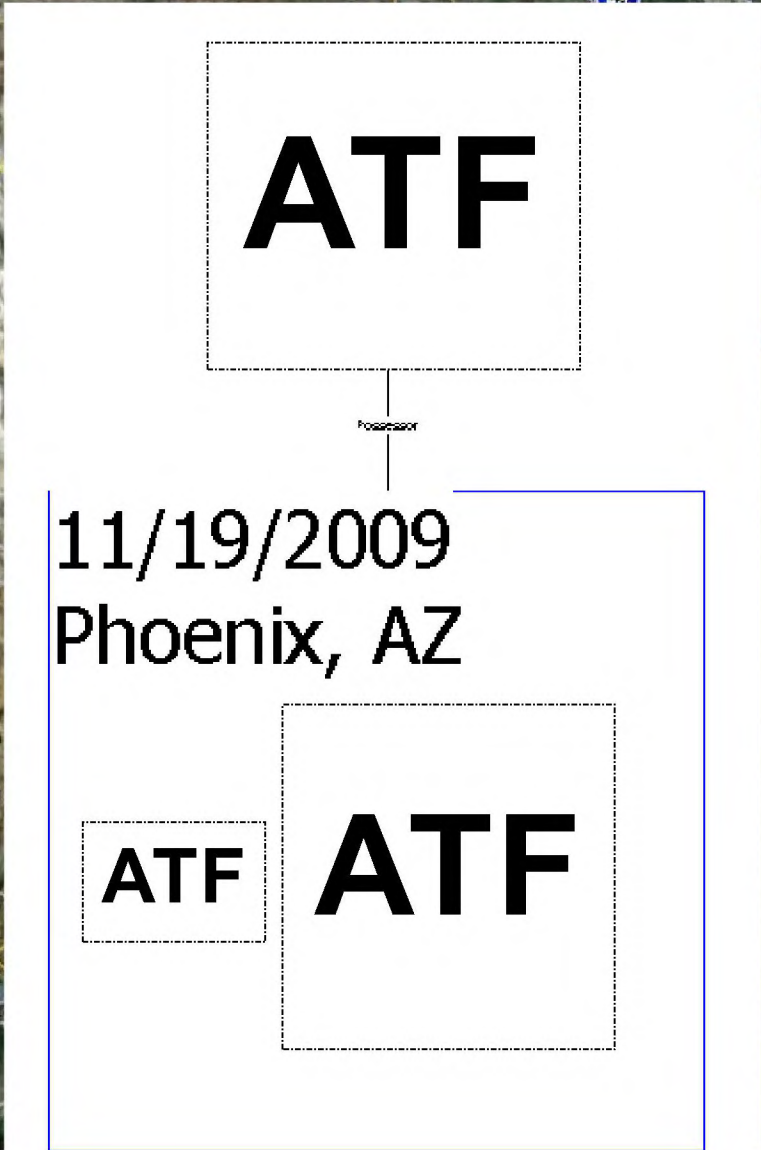 ATF
Possessor
11/19/2009
Phoenix, AZ
ATF
ATF